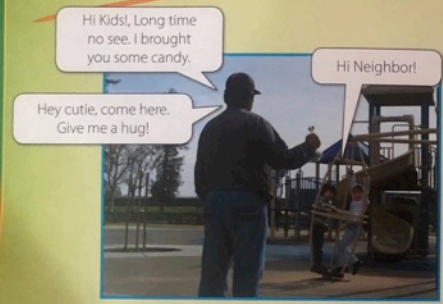 Hi Kids!, Long time
no see. I brought
you some candy.
Hi Neighbor!
Hey cutie, come here.
Give me a hug!